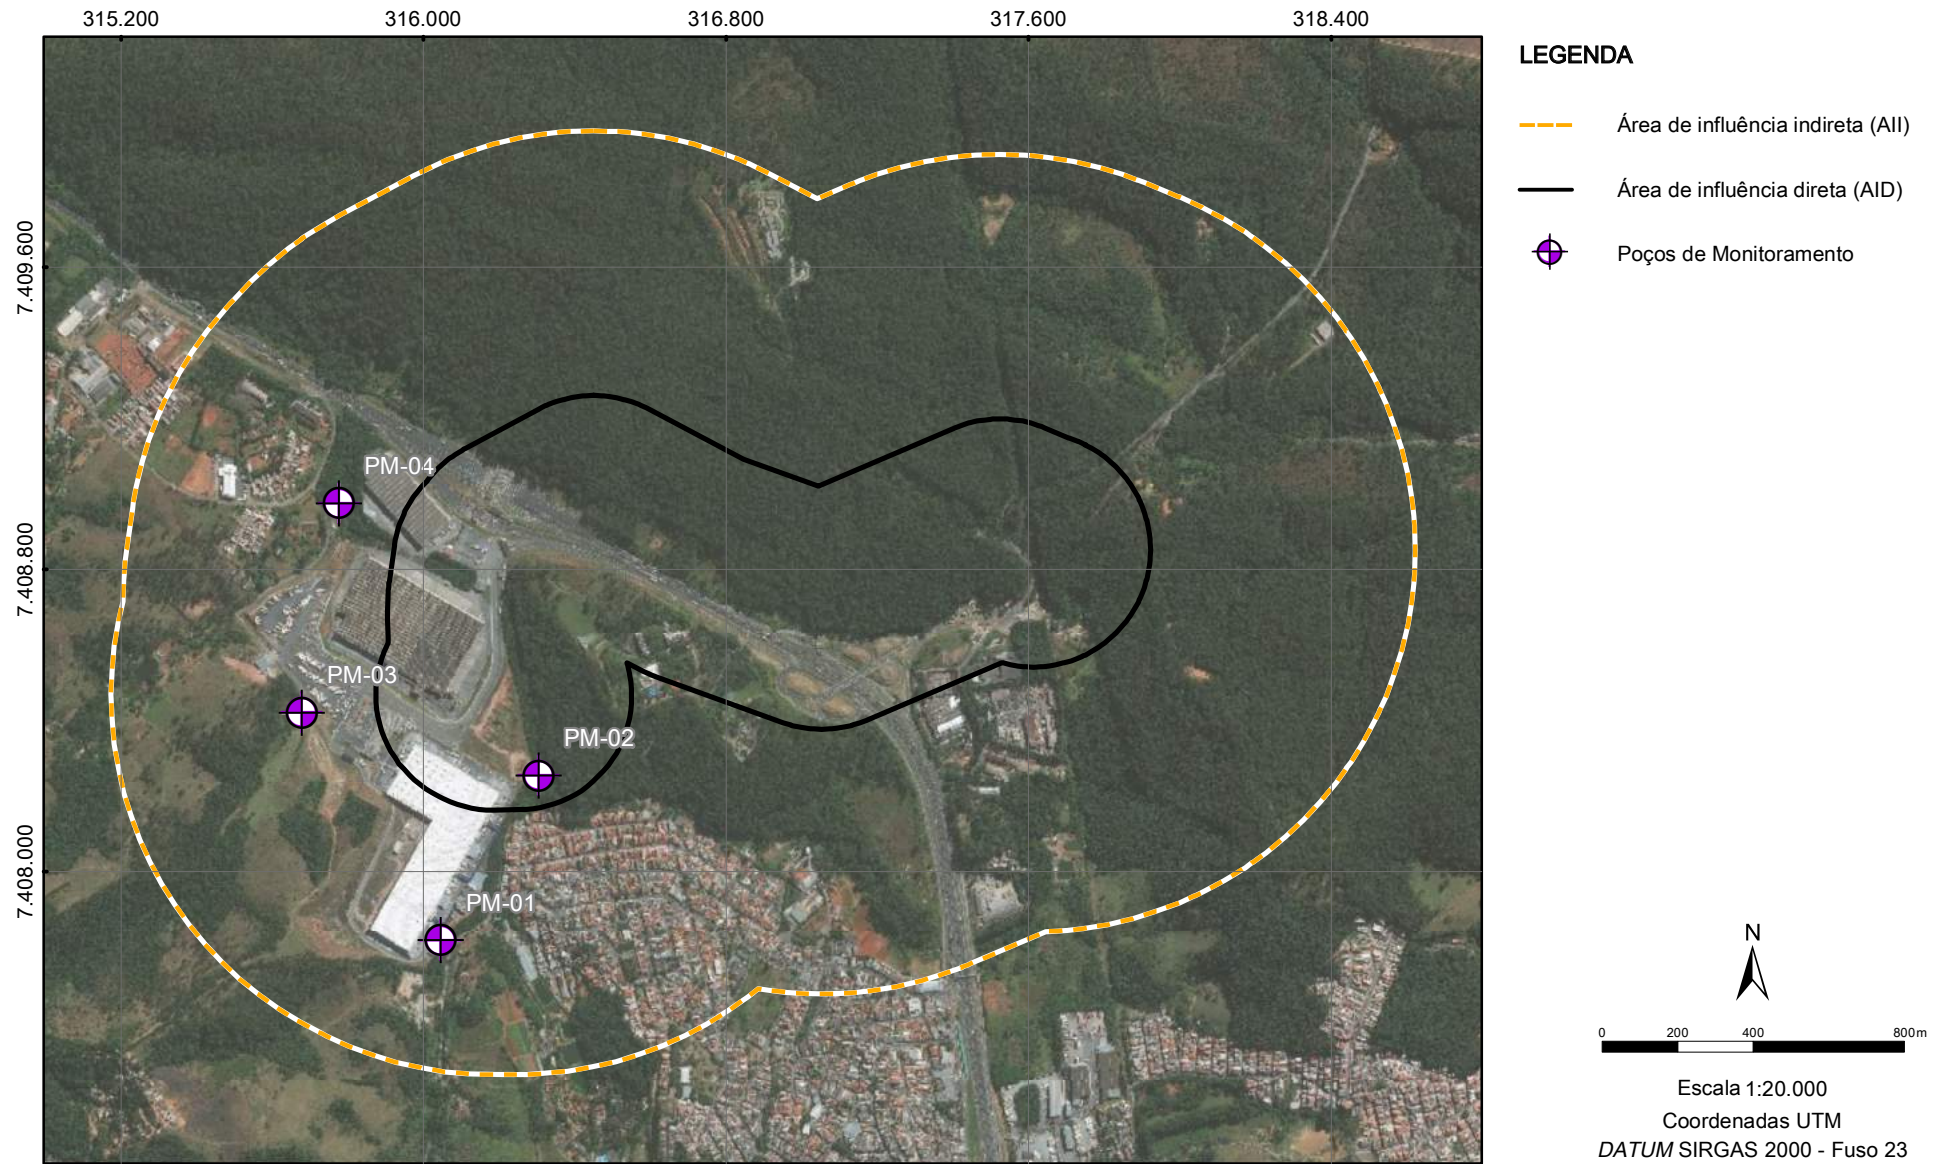 315.200 316.000 316.800 317.600 318.400
7.409.600
7.408.800
7.408.000
PM-04
PM-03
PM-02
PM-01
LEGENDA
Área de influência indireta (AII)
Área de influência direta (AID)
Poços de Monitoramento
N
0 200 400 800m
Escala 1:20.000
Coordenadas UTM
DATUM SIRGAS 2000 - Fuso 23